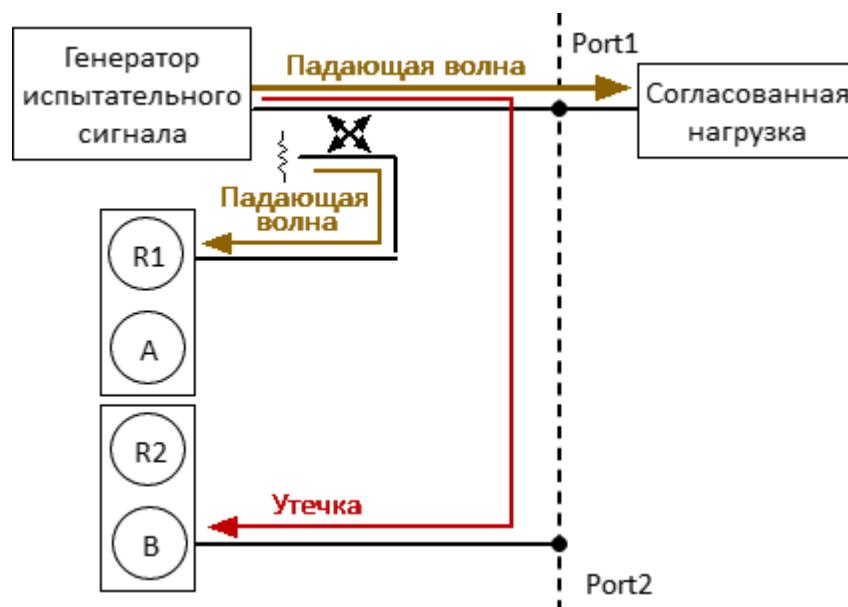 Генератор
испытательного
сигнала
Падающая волна
Port1
Согласованная
нагрузка
Падающая
волна
R1
A
R2
Утечка
B
Port2